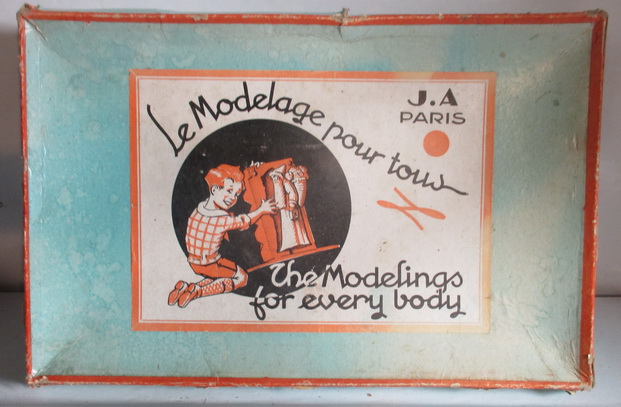 Le Modelage pour tous
J.A
PARIS
The Modelings
for every body